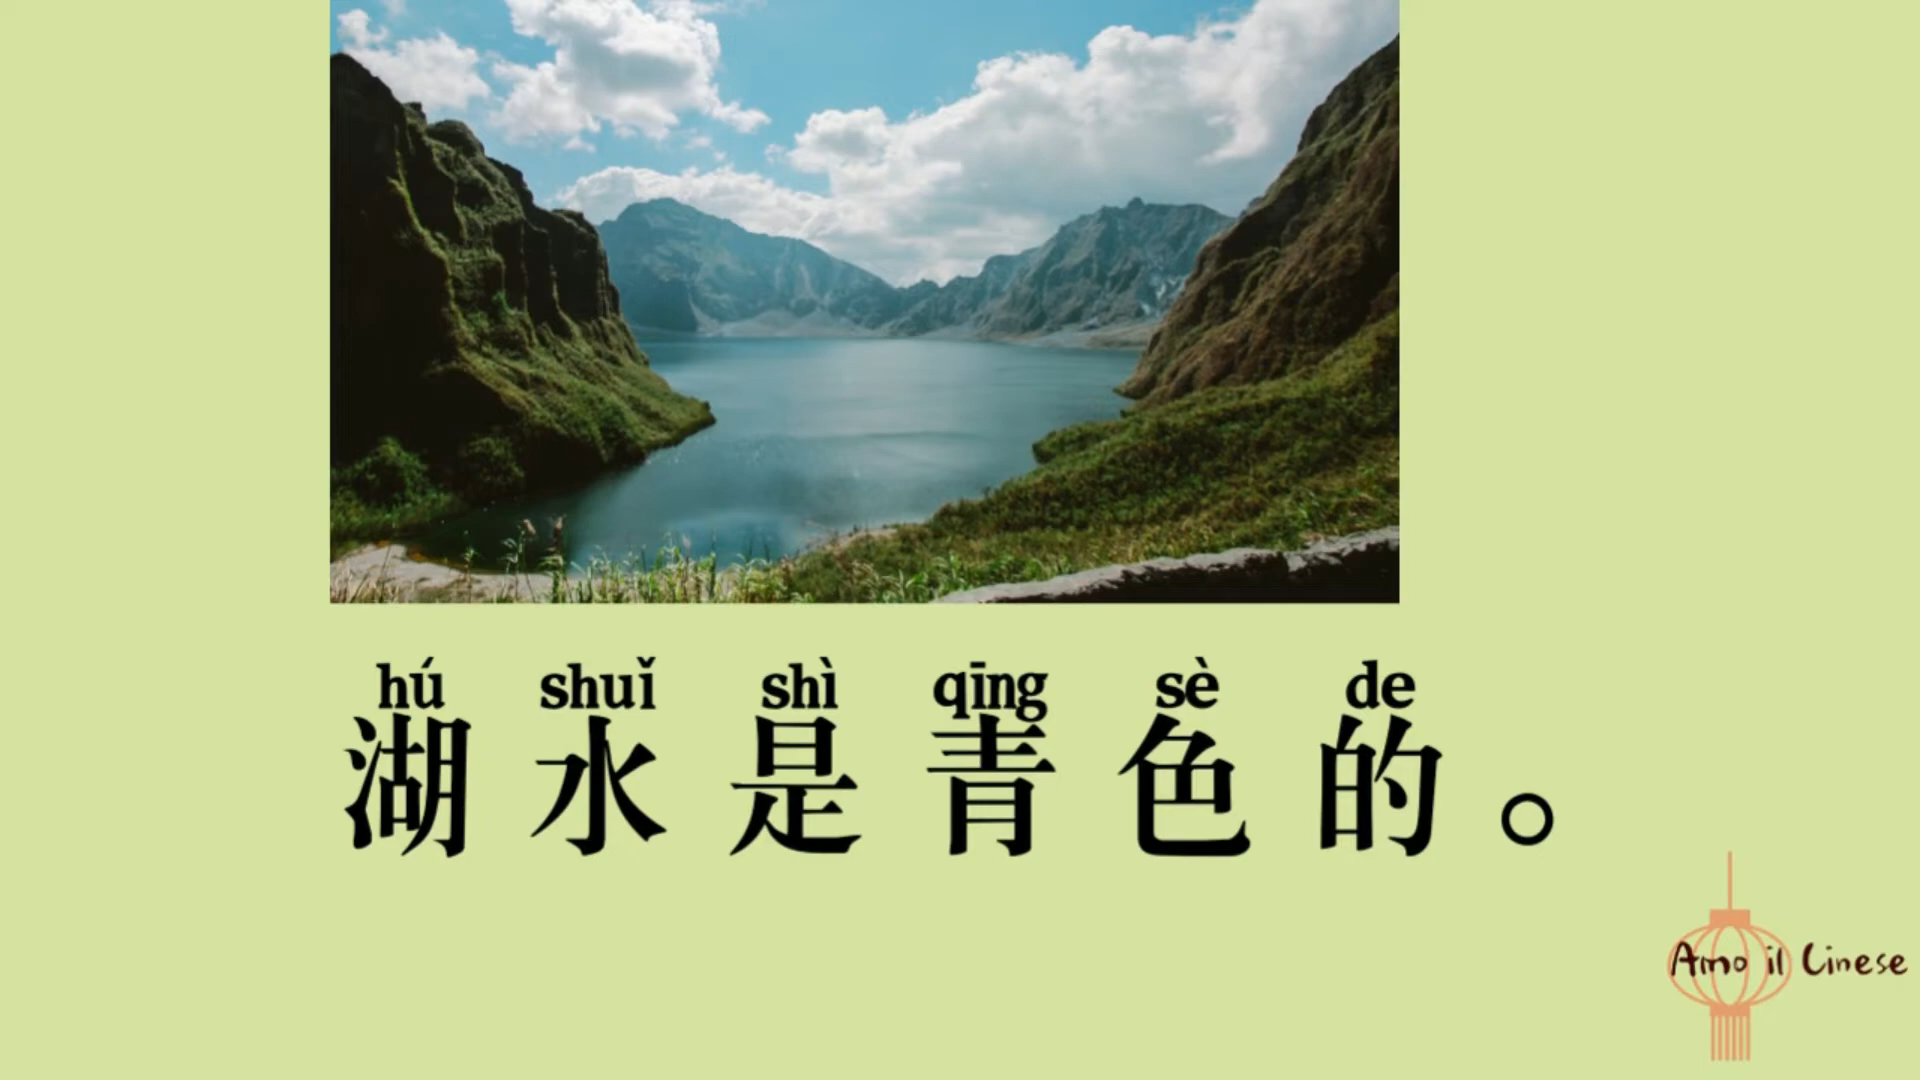 hú shuǐ shì qīng sè de
湖水是青色的。
Amo il Cinese